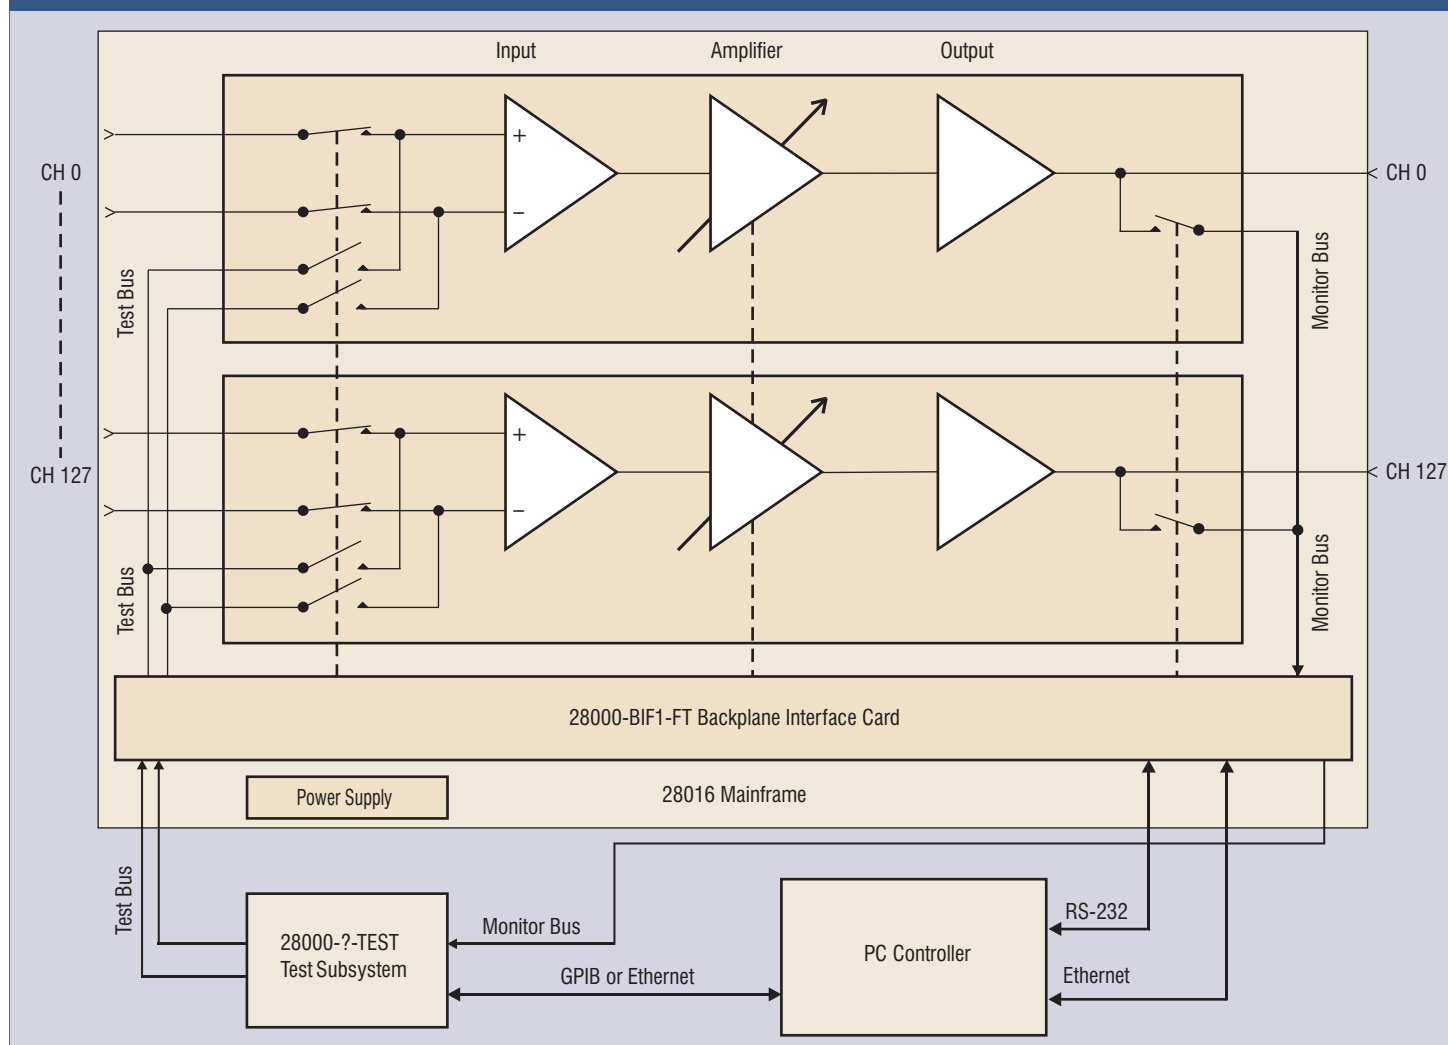 Input
Amplifier
Output
+
CH 0
CH 0
−
Test Bus
Monitor Bus
+
CH 127
CH 127
−
Test Bus
Monitor Bus
28000-BIF1-FT Backplane Interface Card
Power Supply
28016 Mainframe
Test Bus
28000-?-TEST
Test Subsystem
Monitor Bus
GPIB or Ethernet
PC Controller
RS-232
Ethernet